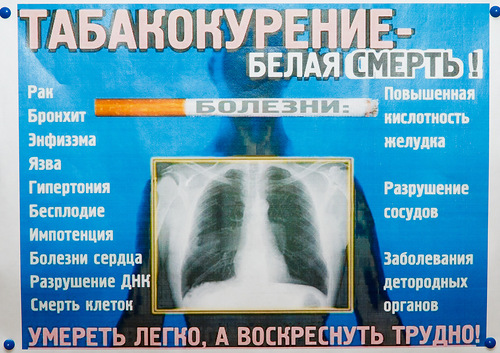 ТАБАКОКУРЕНИЕ-
БЕЛАЯ СМЕРТЬ!
БОЛЕЗНИ:
Рак
Бронхит
Энфизэма
Язва
Гипертония
Бесплодие
Импотенция
Болезни сердца
Разрушение ДНК
Смерть клеток
Повышенная
кислотность
желудка
Разрушение
сосудов
Заболевания
детородных
органов
УМЕРЕТЬ ЛЕГКО, А ВОСКРЕСНУТЬ ТРУДНО!